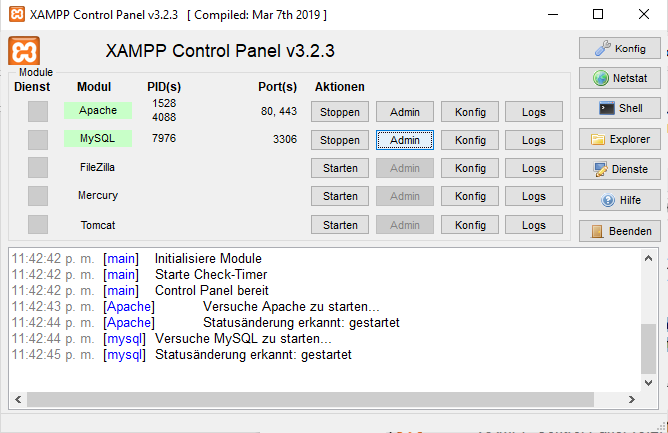 XAMPP Control Panel v3.2.3 [ Compiled: Mar 7th 2019 ]
XAMPP Control Panel v3.2.3
Konfig
Module
Dienst Modul PID(s) Port(s) Aktionen
Netstat
Apache 1528 80, 443 Stoppen Admin Konfig Logs
4088
Shell
MySQL 7976 3306 Stoppen Admin Konfig Logs
Explorer
FileZilla Starten Admin Konfig Logs
Dienste
Mercury Starten Admin Konfig Logs
Hilfe
Tomcat Starten Admin Konfig Logs
Beenden
11:42:42 p. m. [main] Initialisiere Module
11:42:42 p. m. [main] Starte Check-Timer
11:42:42 p. m. [main] Control Panel bereit
11:42:43 p. m. [Apache] Versuche Apache zu starten...
11:42:44 p. m. [Apache] Statusänderung erkannt: gestartet
11:42:44 p. m. [mysql] Versuche MySQL zu starten...
11:42:45 p. m. [mysql] Statusänderung erkannt: gestartet